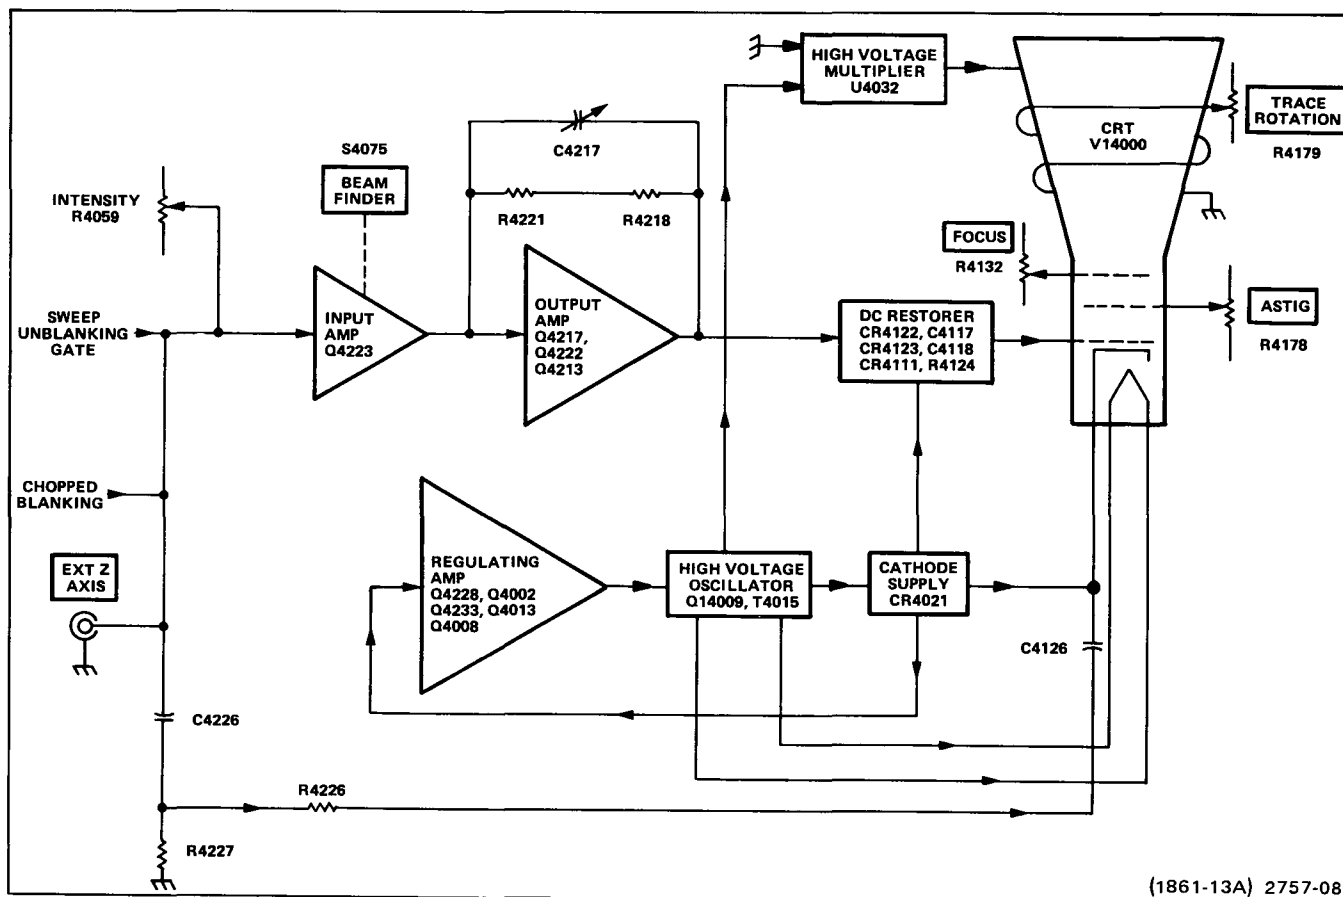 HIGH VOLTAGE
MULTIPLIER
U4032
CRT
V14000
TRACE
ROTATION
R4179
S4075
BEAM
FINDER
C4217
R4221
R4218
INTENSITY
R4059
FOCUS
R4132
ASTIG
R4178
SWEEP
UNBLANKING
GATE
INPUT
AMP
Q4223
OUTPUT
AMP
Q4217,
Q4222
Q4213
DC RESTORER
CR4122, C4117
CR4123, C4118
CR4111, R4124
CHOPPED
BLANKING
EXT Z
AXIS
REGULATING
AMP
Q4228, Q4002
Q4233, Q4013
Q4008
HIGH VOLTAGE
OSCILLATOR
Q14009, T4015
CATHODE
SUPPLY
CR4021
C4126
C4226
R4226
R4227
(1861-13A) 2757-08